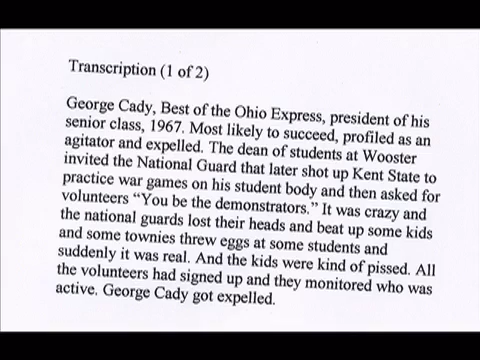 Transcription (1 of 2)
George Cady, Best of the Ohio Express, president of his
senior class, 1967. Most likely to succeed, profiled as an
agitator and expelled. The dean of students at Wooster
invited the National Guard that later shot up Kent State to
practice war games on his student body and then asked for
volunteers “You be the demonstrators.” It was crazy and
the national guards lost their heads and beat up some kids
and some townies threw eggs at some students and
suddenly it was real. And the kids were kind of pissed. All
the volunteers had signed up and they monitored who was
active. George Cady got expelled.